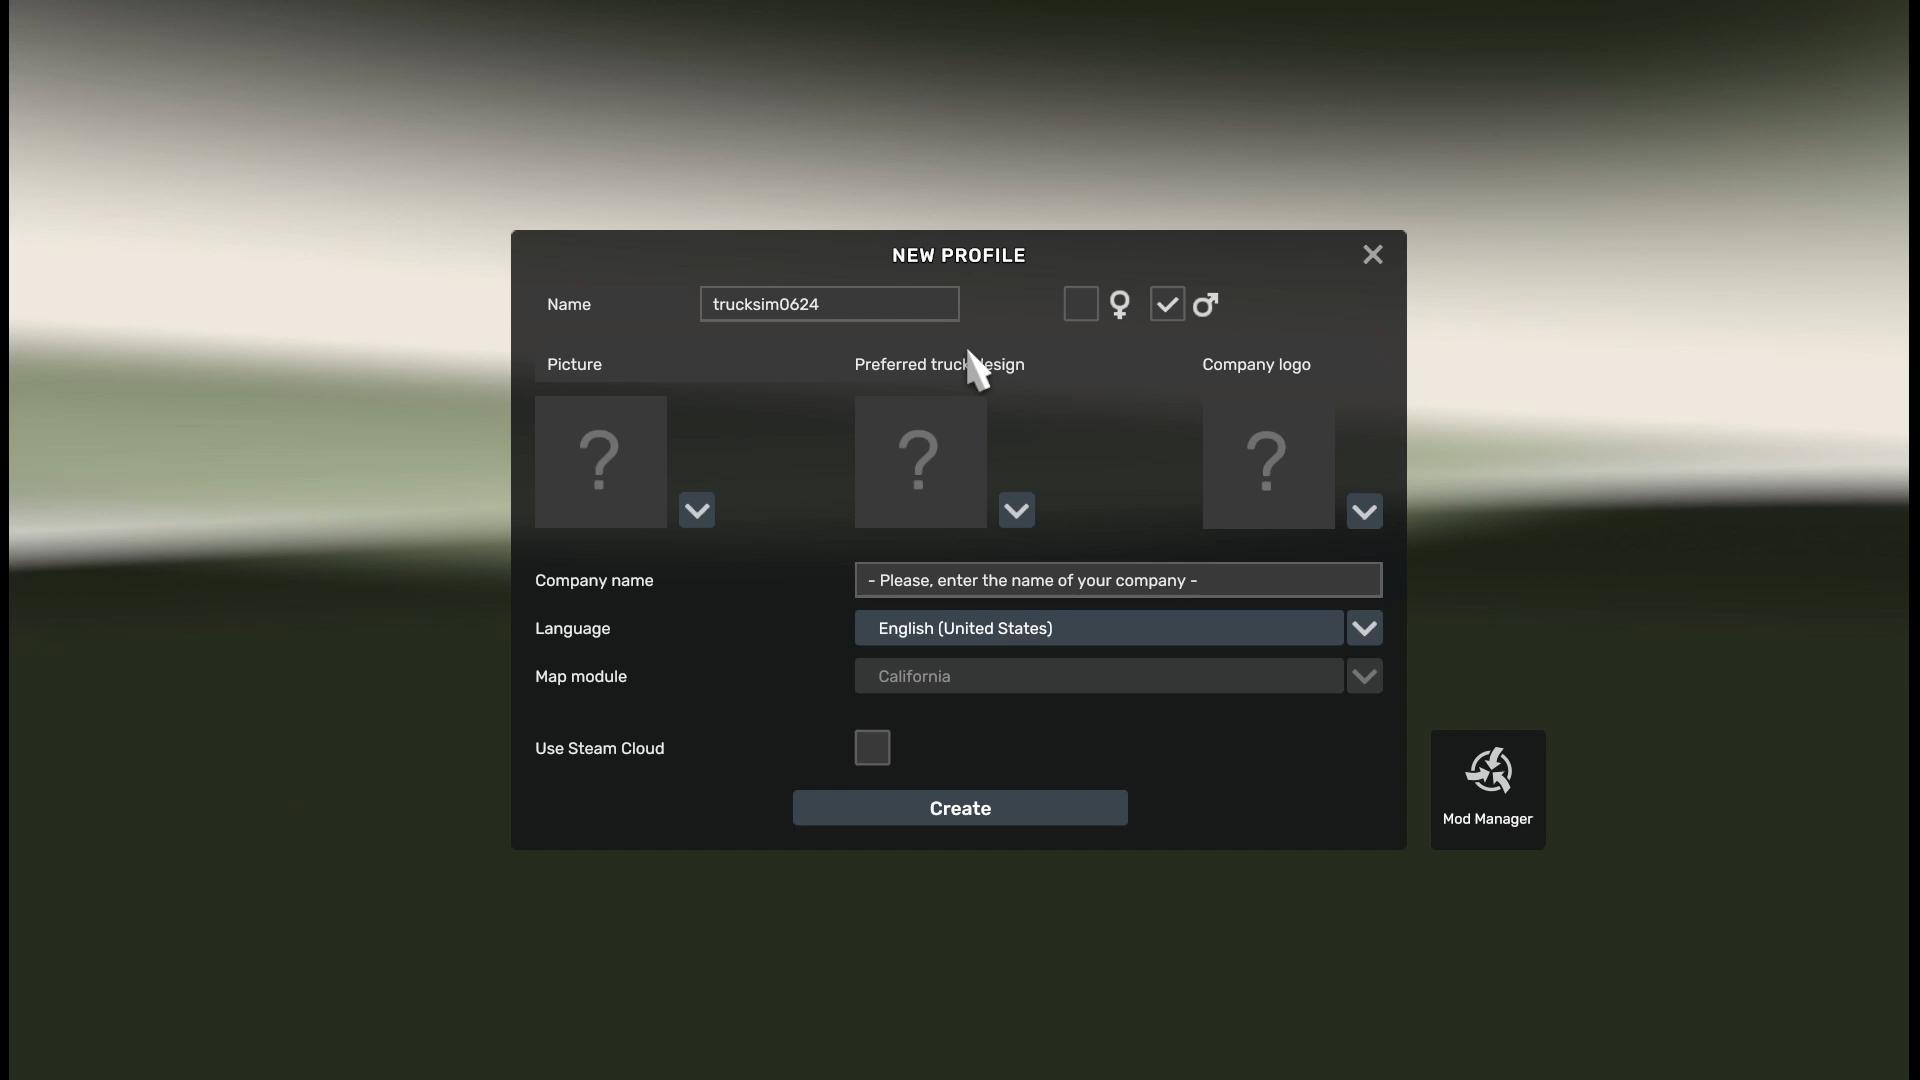 NEW PROFILE
Name
trucksim0624
Picture
Preferred truck design
Company logo
?
?
?
Company name
- Please, enter the name of your company -
Language
English (United States)
Map module
California
Use Steam Cloud
Create
Mod Manager